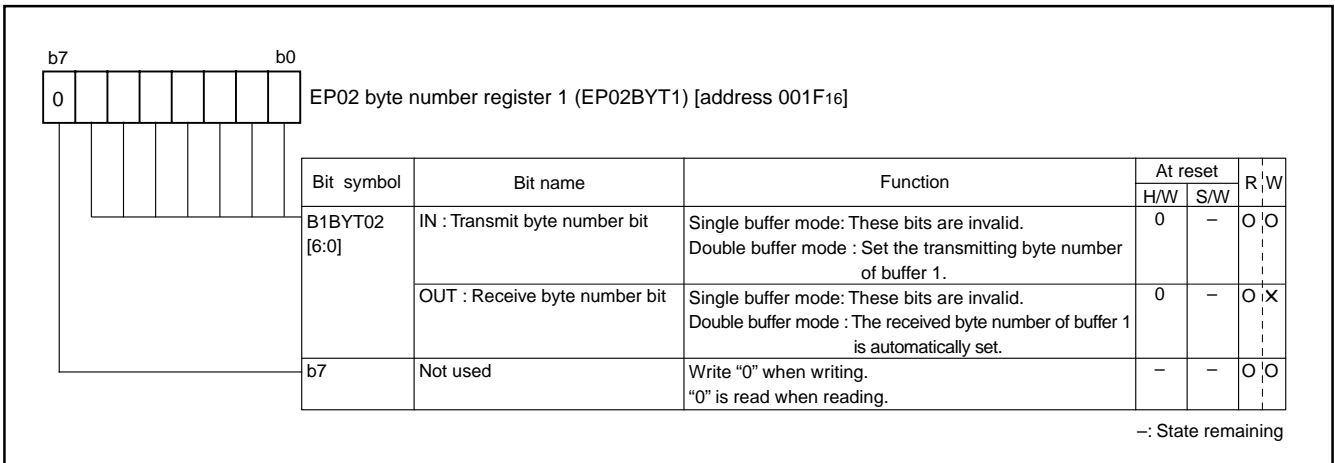 b7 b0
0 EP02 byte number register 1 (EP02BYT1) [address 001F16]
Bit symbol Bit name Function At reset R W
H/W S/W
B1BYT02 IN : Transmit byte number bit Single buffer mode: These bits are invalid. 0 – O O
[6:0] Double buffer mode : Set the transmitting byte number
of buffer 1.
OUT : Receive byte number bit Single buffer mode: These bits are invalid. 0 – O ✕
Double buffer mode : The received byte number of buffer 1
is automatically set.
b7 Not used Write “0” when writing. – – O O
“0” is read when reading.
–: State remaining